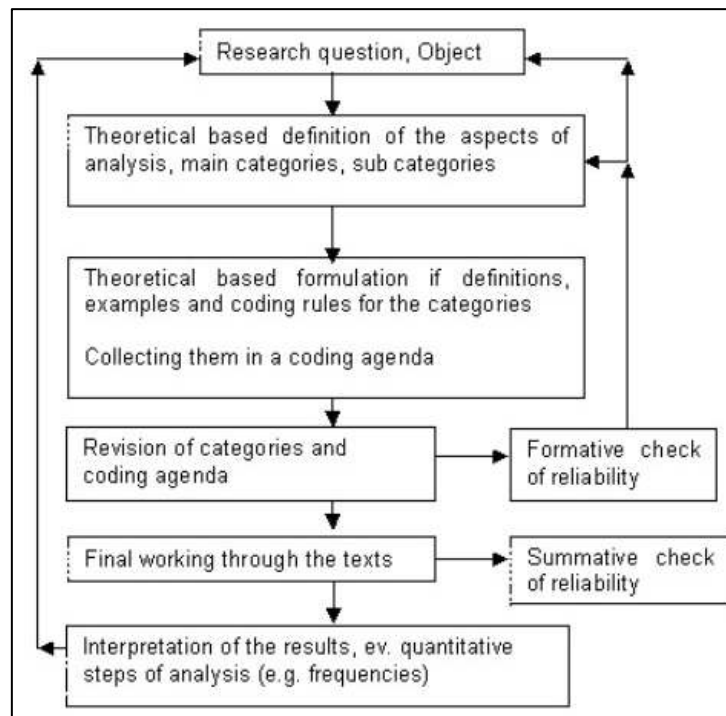 Research question, Object
Theoretical based definition of the aspects of
analysis, main categories, sub categories
Theoretical based formulation if definitions,
examples and coding rules for the categories
Collecting them in a coding agenda
Revision of categories and
coding agenda
Formative check
of reliability
Final working through the texts
Summative check
of reliability
Interpretation of the results, ev. quantitative
steps of analysis (e.g. frequencies)